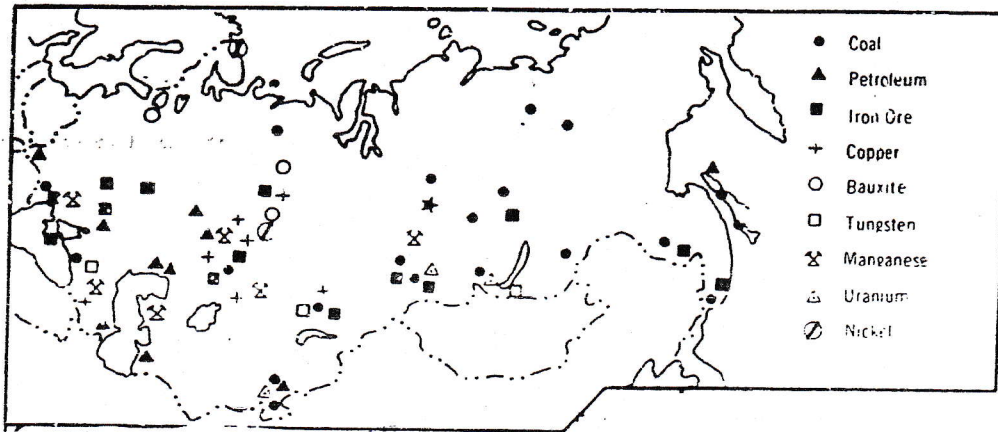 Coal
Petroleum
Iron Ore
Copper
Bauxite
Tungsten
Manganese
Uranium
Nickel